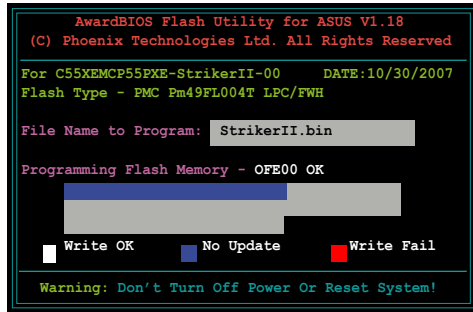 AwardBIOS Flash Utility for ASUS V1.18
(C) Phoenix Technologies Ltd. All Rights Reserved
For C55XEMCP55PXE-StrikerII-00 DATE:10/30/2007
Flash Type - PMC Pm49FL004T LPC/FWH
File Name to Program: StrikerII.bin
Programming Flash Memory - OFE00 OK
Write OK No Update Write Fail
Warning: Don't Turn Off Power Or Reset System!